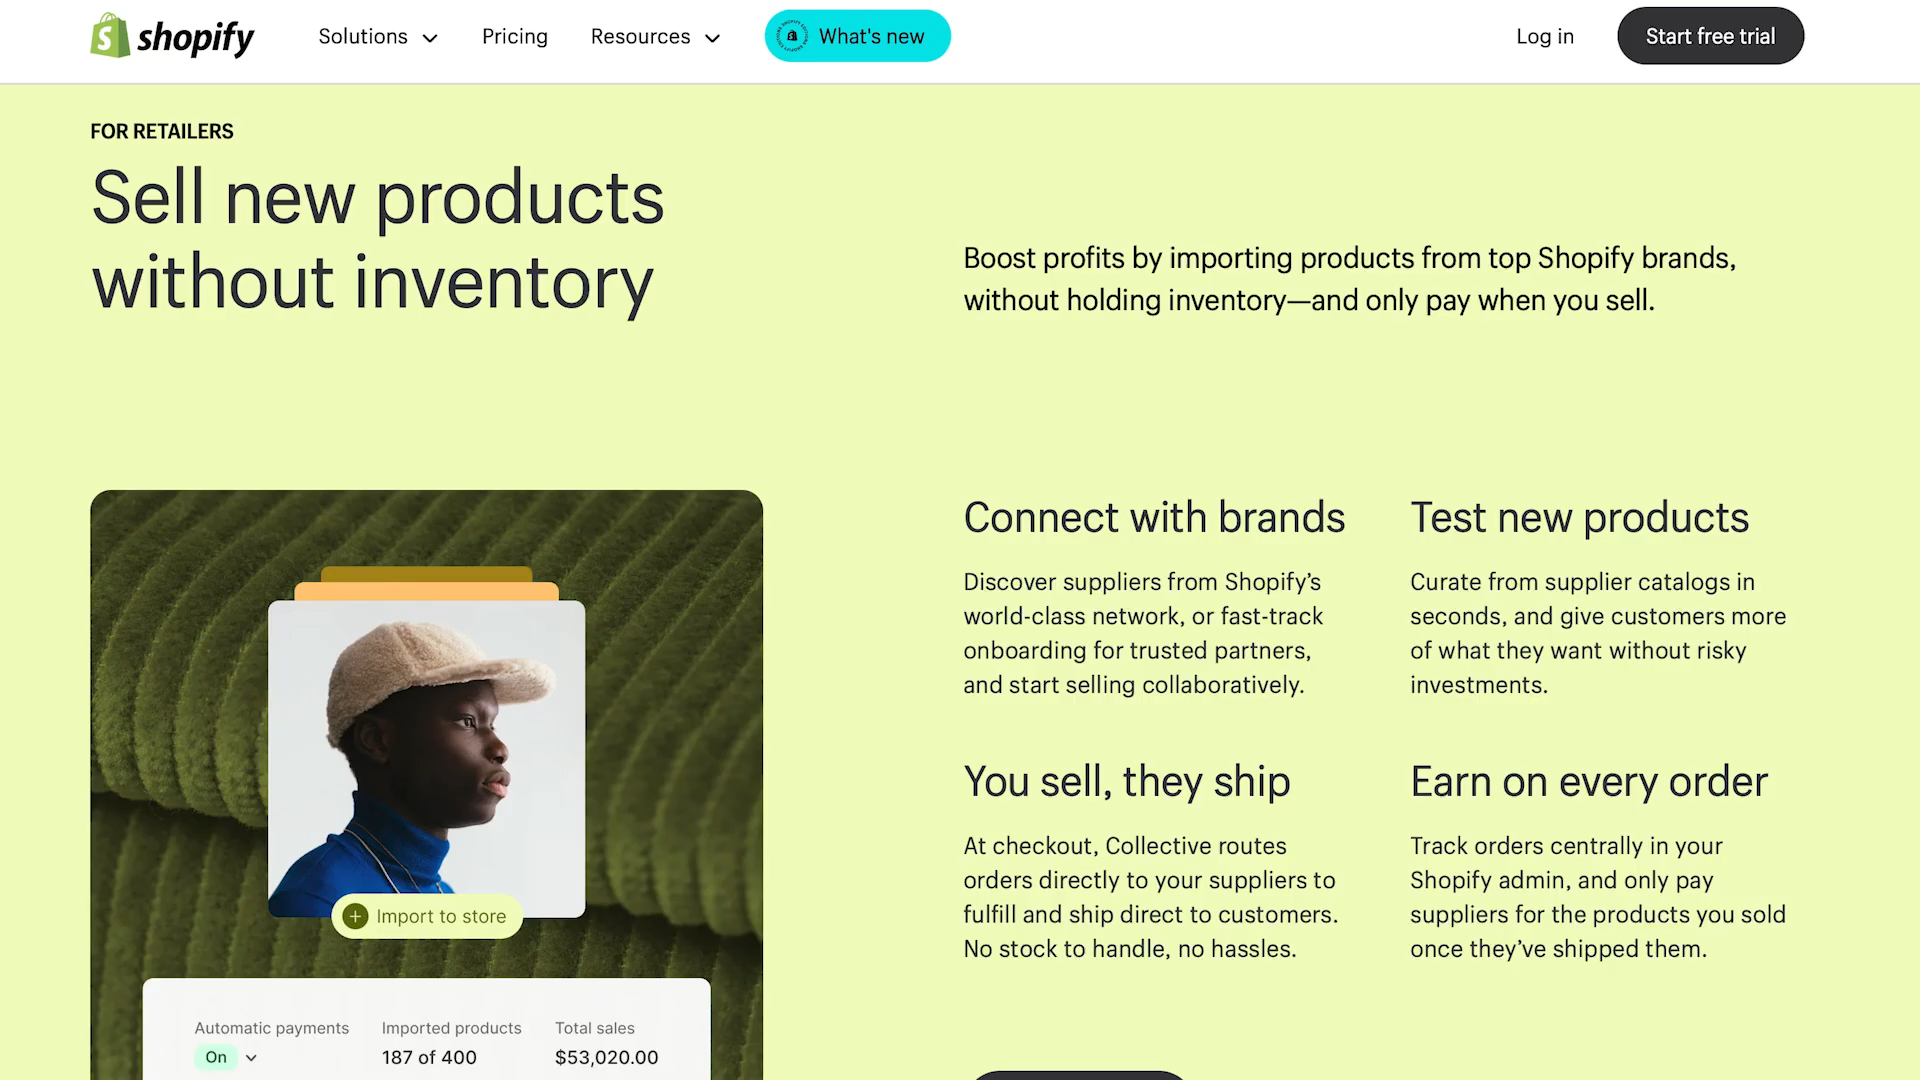 shopify
Solutions
Pricing
Resources
What's new
Log in
Start free trial
FOR RETAILERS
Sell new products
without inventory
Boost profits by importing products from top Shopify brands,
without holding inventory—and only pay when you sell.
Connect with brands
Discover suppliers from Shopify’s
world-class network, or fast-track
onboarding for trusted partners,
and start selling collaboratively.
Test new products
Curate from supplier catalogs in
seconds, and give customers more
of what they want without risky
investments.
You sell, they ship
At checkout, Collective routes
orders directly to your suppliers to
fulfill and ship direct to customers.
No stock to handle, no hassles.
Earn on every order
Track orders centrally in your
Shopify admin, and only pay
suppliers for the products you sold
once they’ve shipped them.
Import to store
Automatic payments
On
Imported products
187 of 400
Total sales
$53,020.00